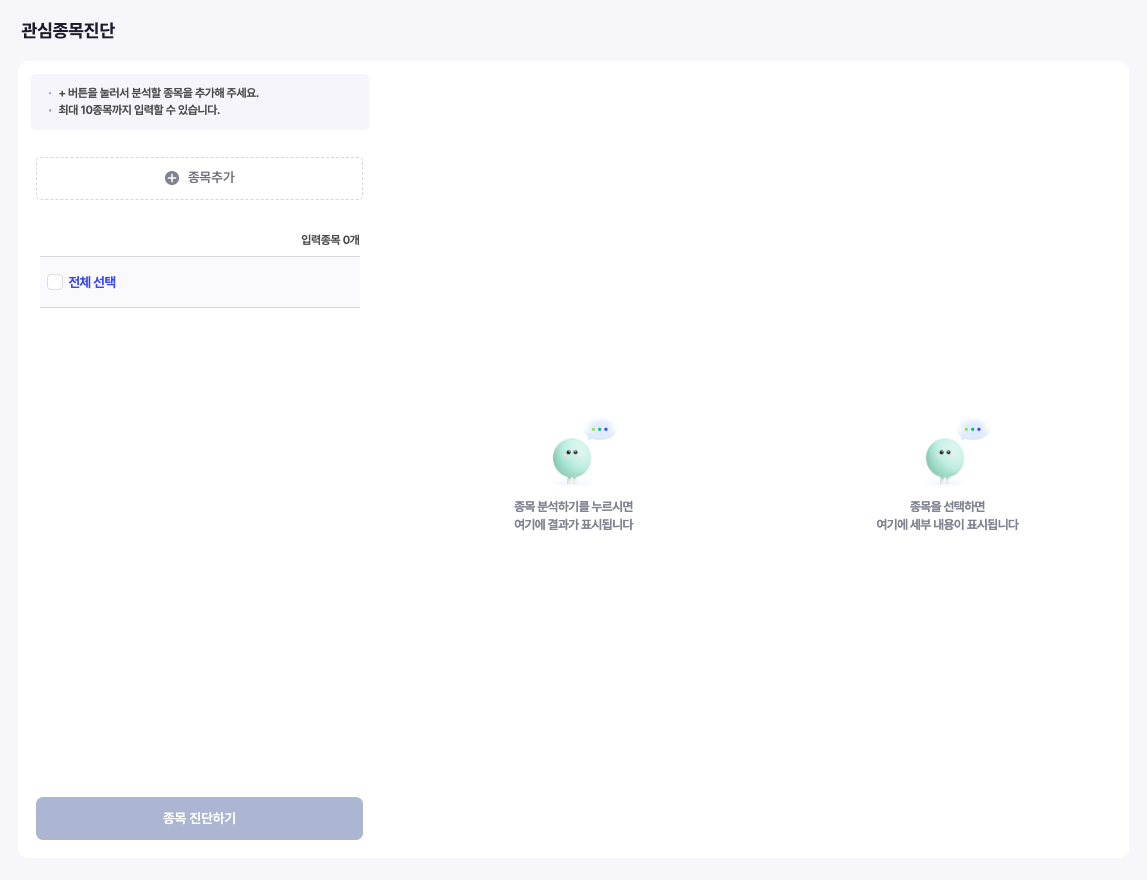 관심종목진단
· + 버튼을 눌러서 분석할 종목을 추가해 주세요.
· 최대 10종목까지 입력할 수 있습니다.
종목추가
입력종목 0개
전체 선택
종목 분석하기를 누르시면
여기에 결과가 표시됩니다
종목을 선택하면
여기에 세부 내용이 표시됩니다
종목 진단하기